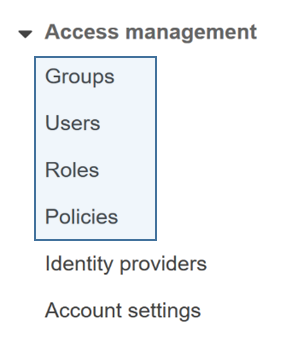 Access management
Groups
Users
Roles
Policies
Identity providers
Account settings